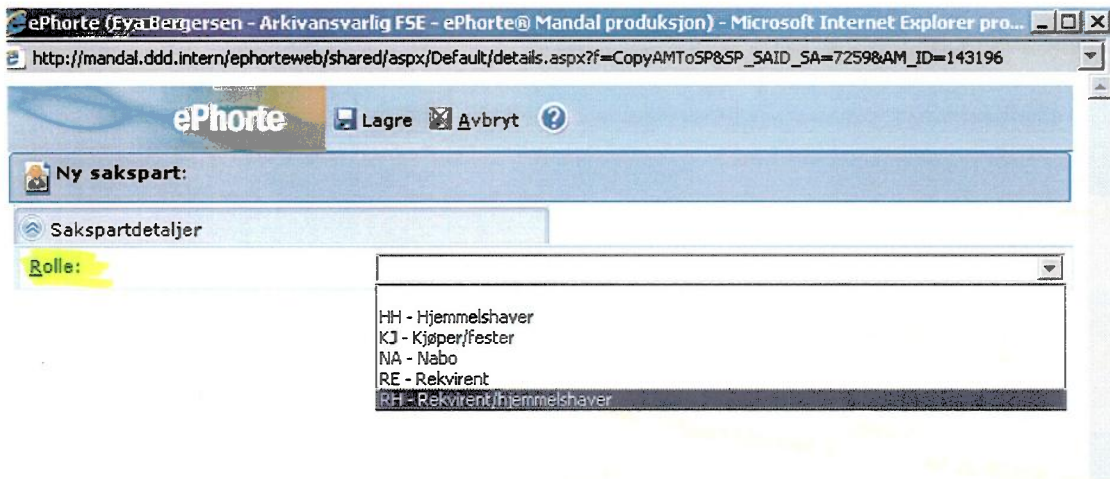 ePhorte (Eva Bergersen - Arkivansvarlig FSE - ePhorte® Mandal produksjon) - Microsoft Internet Explorer pro...
http://mandal.ddd.intern/ephorteweb/shared/aspx/Default/details.aspx?f=CopyAMToSP&SP_SAID_SA=7259&AM_ID=143196
ePhorte Lagre Avbryt ?
Ny sakspart:
Sakspartdetaljer
Rolle:
HH - Hjemmelshaver
KJ - Kjøper/fester
NA - Nabo
RE - Rekvirent
RH - Rekvirent/hjemmelshaver